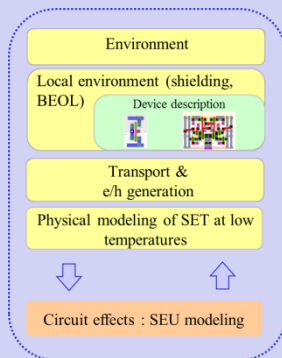 Environment
Local environment (shielding,
BEOL)
Device description
Transport &
e/h generation
Physical modeling of SET at low
temperatures
Circuit effects : SEU modeling